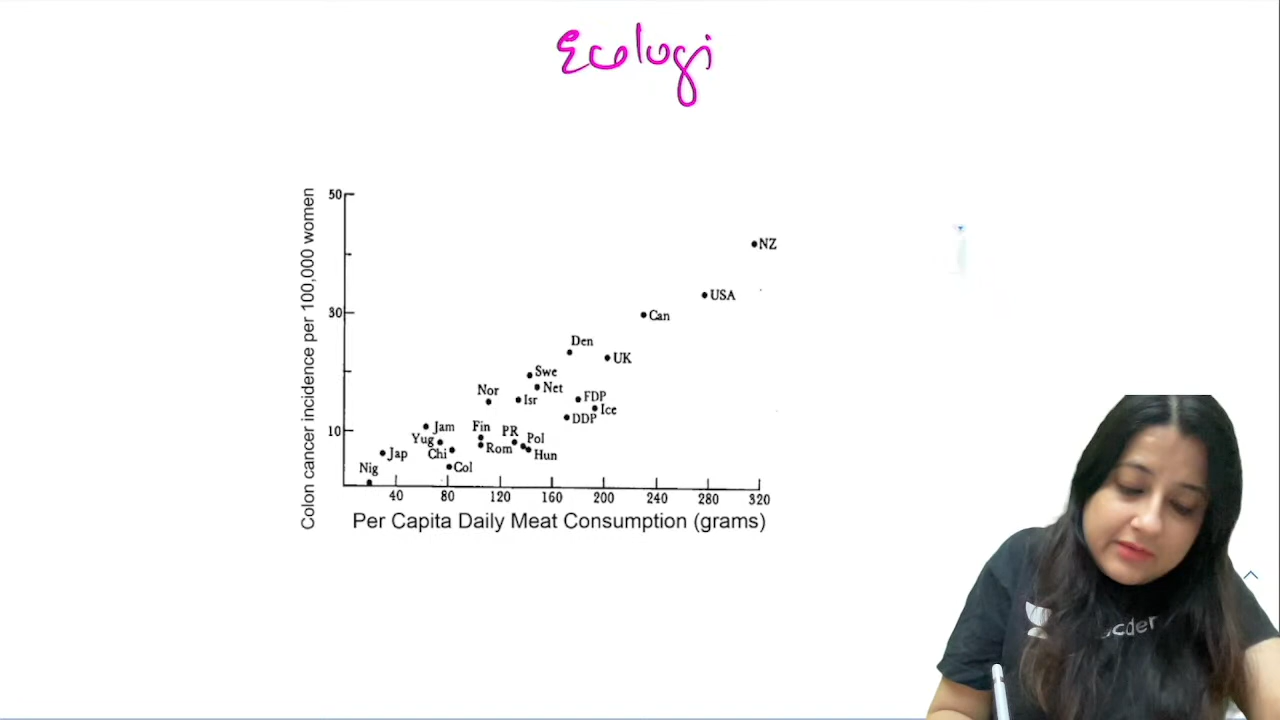 Ecologi
Colon cancer incidence per 100,000 women
50
30
10
NZ
USA
Can
Den
UK
Swe
Net
Nor
Isr
FDP
Ice
DDP
Jam
Fin
PR
Pol
Yug
Rom
Hun
Chi
Jap
Col
Nig
40 80 120 160 200 240 280 320
Per Capita Daily Meat Consumption (grams)